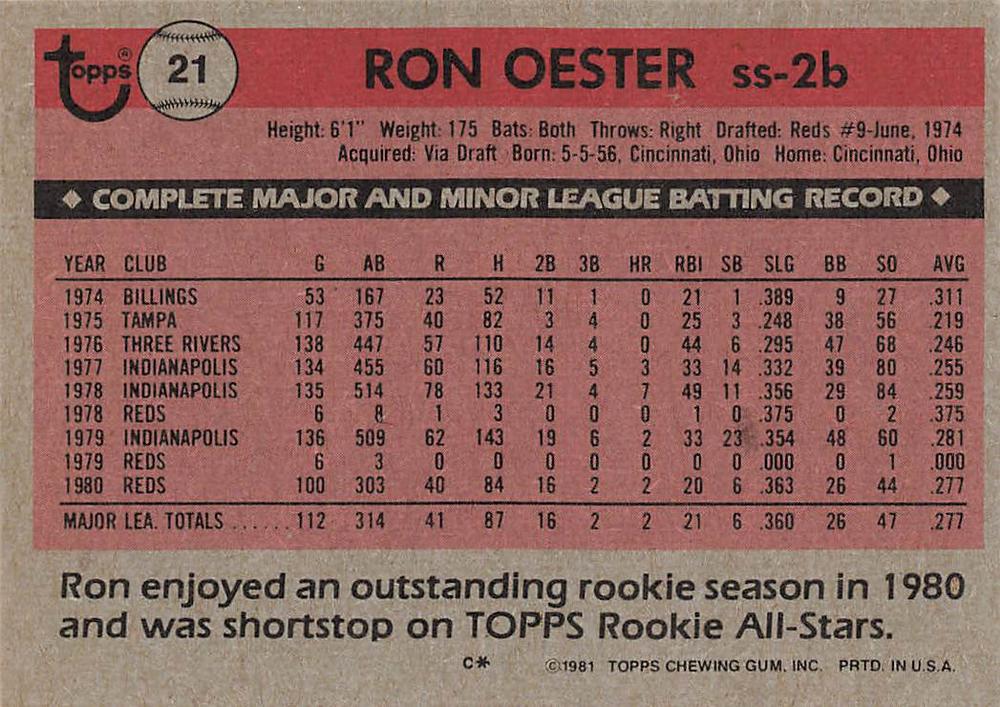 Topps® 21 RON OESTER ss-2b
Height: 6'1" Weight: 175 Bats: Both Throws: Right Drafted: Reds #9-June, 1974
Acquired: Via Draft Born: 5-5-56, Cincinnati, Ohio Home: Cincinnati, Ohio
◆ COMPLETE MAJOR AND MINOR LEAGUE BATTING RECORD ◆
YEAR CLUB G AB R H 2B 3B HR RBI SB SLG BB SO AVG
1974 BILLINGS 53 167 23 52 11 1 0 21 1 .389 9 27 .311
1975 TAMPA 117 375 40 82 3 4 0 25 3 .248 38 56 .219
1976 THREE RIVERS 138 447 57 110 14 4 0 44 6 .295 47 68 .246
1977 INDIANAPOLIS 134 455 60 116 16 5 3 33 14 .332 39 80 .255
1978 INDIANAPOLIS 135 514 78 133 21 4 7 49 11 .356 29 84 .259
1978 REDS 6 8 1 3 0 0 0 1 0 .375 0 2 .375
1979 INDIANAPOLIS 136 509 62 143 19 6 2 33 23 .354 48 60 .281
1979 REDS 6 3 0 0 0 0 0 0 0 .000 0 1 .000
1980 REDS 100 303 40 84 16 2 2 20 6 .363 26 44 .277
MAJOR LEA. TOTALS ...... 112 314 41 87 16 2 2 21 6 .360 26 47 .277
Ron enjoyed an outstanding rookie season in 1980
and was shortstop on TOPPS Rookie All-Stars.
C* ©1981 TOPPS CHEWING GUM, INC. PRTD. IN U.S.A.